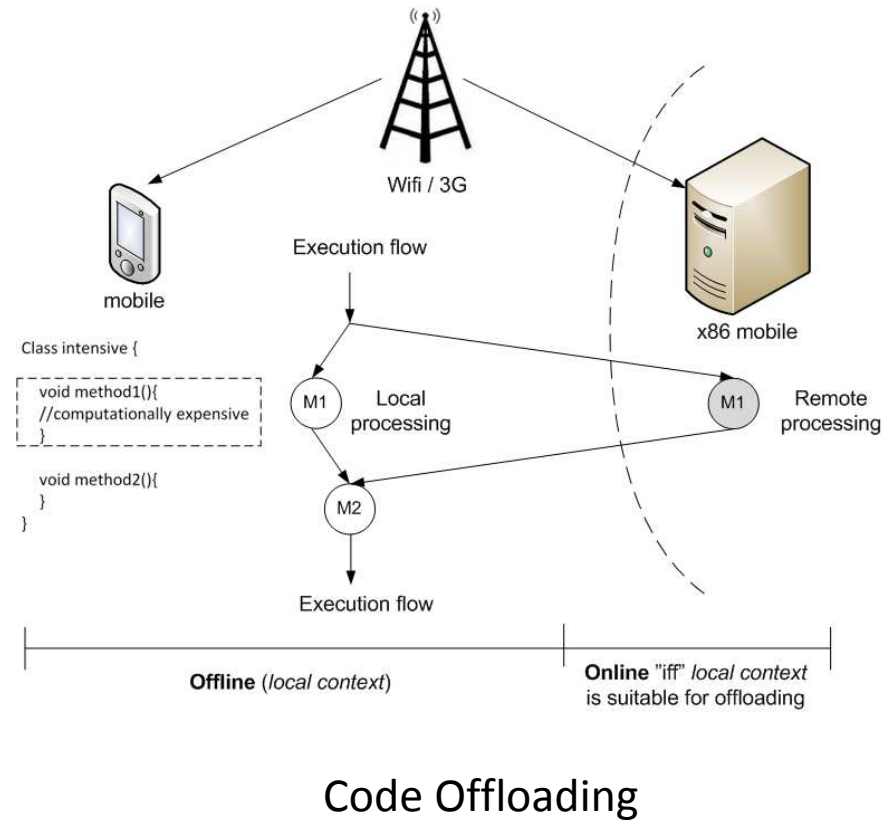 Wifi / 3G
mobile
Execution flow
x86 mobile
Class intensive {
void method1(){
//computationally expensive
}
void method2(){
}
}
M1
Local
processing
M1
Remote
processing
M2
Execution flow
Offline (local context)
Online "iff" local context
is suitable for offloading
Code Offloading